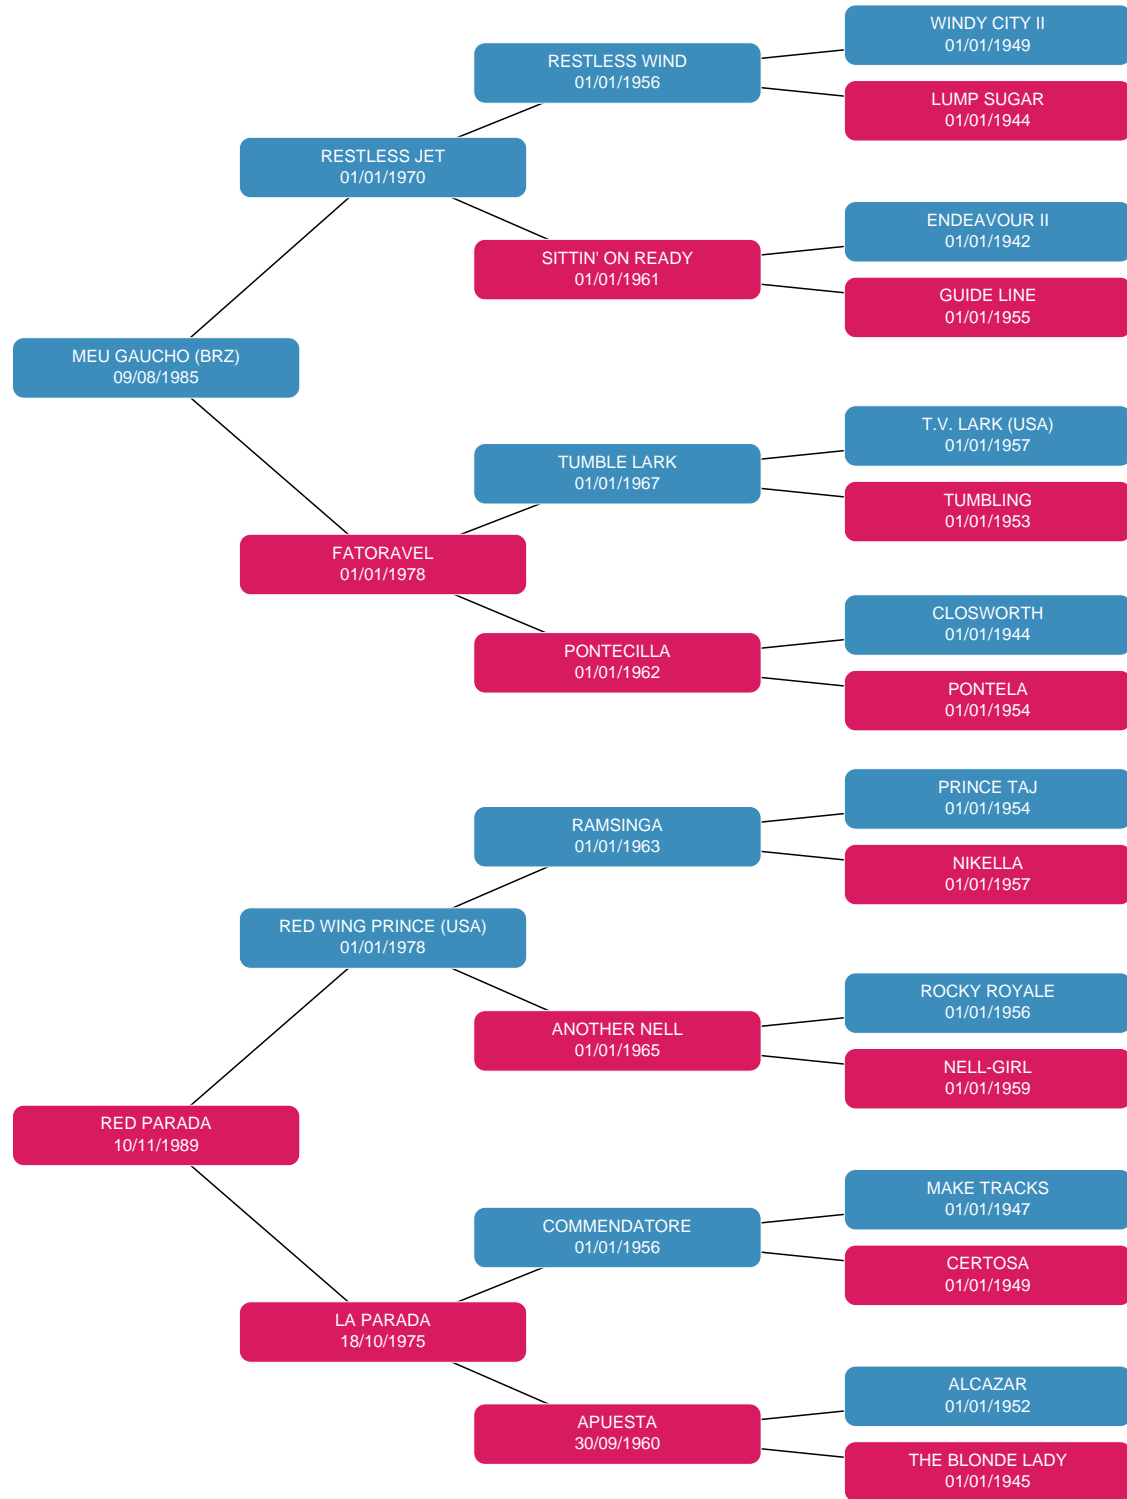 WINDY CITY II
01/01/1949
RESTLESS WIND
01/01/1956
LUMP SUGAR
01/01/1944
RESTLESS JET
01/01/1970
ENDEAVOUR II
01/01/1942
SITTIN' ON READY
01/01/1961
GUIDE LINE
01/01/1955
MEU GAUCHO (BRZ)
09/08/1985
T.V. LARK (USA)
01/01/1957
TUMBLE LARK
01/01/1967
TUMBLING
01/01/1953
FATORAVEL
01/01/1978
CLOSWORTH
01/01/1944
PONTECILLA
01/01/1962
PONTELA
01/01/1954
PRINCE TAJ
01/01/1954
RAMSINGA
01/01/1963
NIKELLA
01/01/1957
RED WING PRINCE (USA)
01/01/1978
ROCKY ROYALE
01/01/1956
ANOTHER NELL
01/01/1965
NELL-GIRL
01/01/1959
RED PARADA
10/11/1989
MAKE TRACKS
01/01/1947
COMMENDATORE
01/01/1956
CERTOSA
01/01/1949
LA PARADA
18/10/1975
ALCAZAR
01/01/1952
APUESTA
30/09/1960
THE BLONDE LADY
01/01/1945